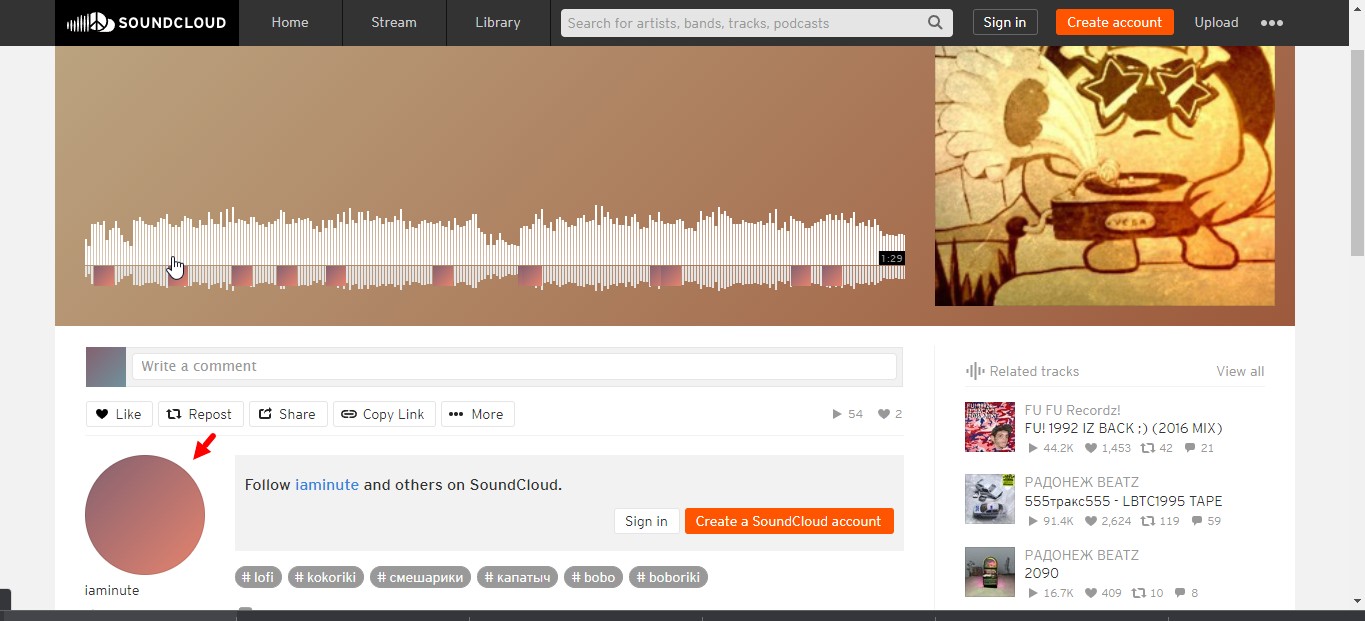 SOUNDCLOUD Home Stream Library Search for artists, bands, tracks, podcasts Sign in Create account Upload •••
VESA
1:29
Write a comment
Like Repost Share Copy Link ••• More 54 2
Follow iaminute and others on SoundCloud.
Sign in Create a SoundCloud account
iaminute
# lofi # kokoriki # смешарики # капатыч # bobo # boboriki
Related tracks View all
FU FU Recordz!
FU! 1992 IZ BACK ;) (2016 MIX)
44.2K 1,453 42 21
РАДОНЕЖ BEATZ
555тракс555 - LBTC1995 TAPE
91.4K 2,624 119 59
РАДОНЕЖ BEATZ
2090
16.7K 409 10 8